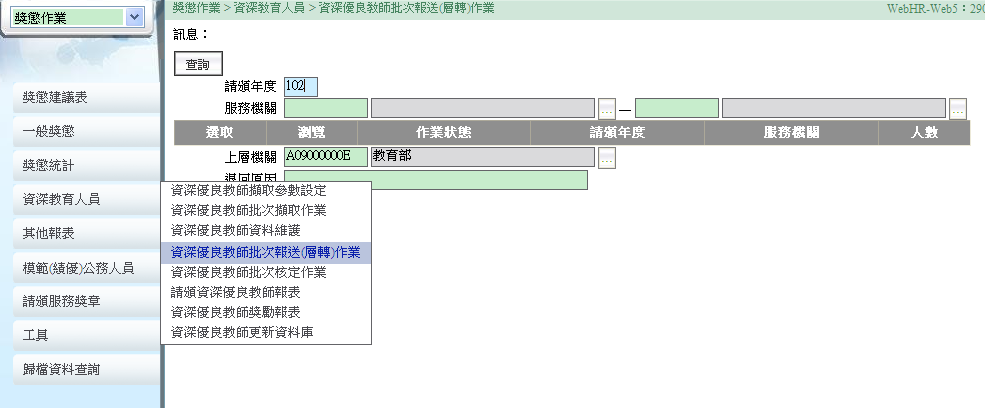 獎懲作業
獎懲作業 > 資深教育人員 > 資深優良教師批次報送(層轉)作業
WebHR-Web5：290
訊息：
查詢
請頒年度 102
服務機關 ... — ...
選取 瀏覽 作業狀態 請頒年度 服務機關 人數
上層機關 A09000000E 教育部 ...
退回原因
獎懲建議表
一般獎懲
獎懲統計
資深教育人員
其他報表
模範(績優)公務人員
請頒服務獎章
工具
歸檔資料查詢
資深優良教師擷取參數設定
資深優良教師批次擷取作業
資深優良教師資料維護
資深優良教師批次報送(層轉)作業
資深優良教師批次核定作業
請頒資深優良教師報表
資深優良教師獎勵報表
資深優良教師更新資料庫